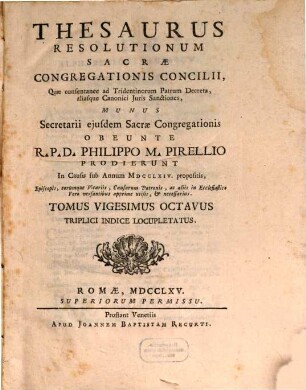 THESAURUS
RESOLUTIONUM
SACRÆ
CONGREGATIONIS CONCILII,
Quæ consentanee ad Tridentinorum Patrum Decreta,
aliasque Canonici Juris Sanctiones,
MUNUS
Secretarii ejusdem Sacræ Congregationis
OBEUNTE
R. P. D. PHILIPPO M. PIRELLIO
PRODIERUNT
In Causis sub Annum MDCCLXIV. propositis,
Episcopis, eorumque Vicariis, Causarum Patronis, ac aliis in Ecclesiastico
Foro versantibus apprime utilis, & necessarius.
TOMUS VIGESIMUS OCTAVUS
TRIPLICI INDICE LOCUPLETATUS.
ROMÆ, MDCCLXV.
SUPERIORUM PERMISSU.
Prostant Venetiis
APUD JOANNEM BAPTISTAM RECURTI.